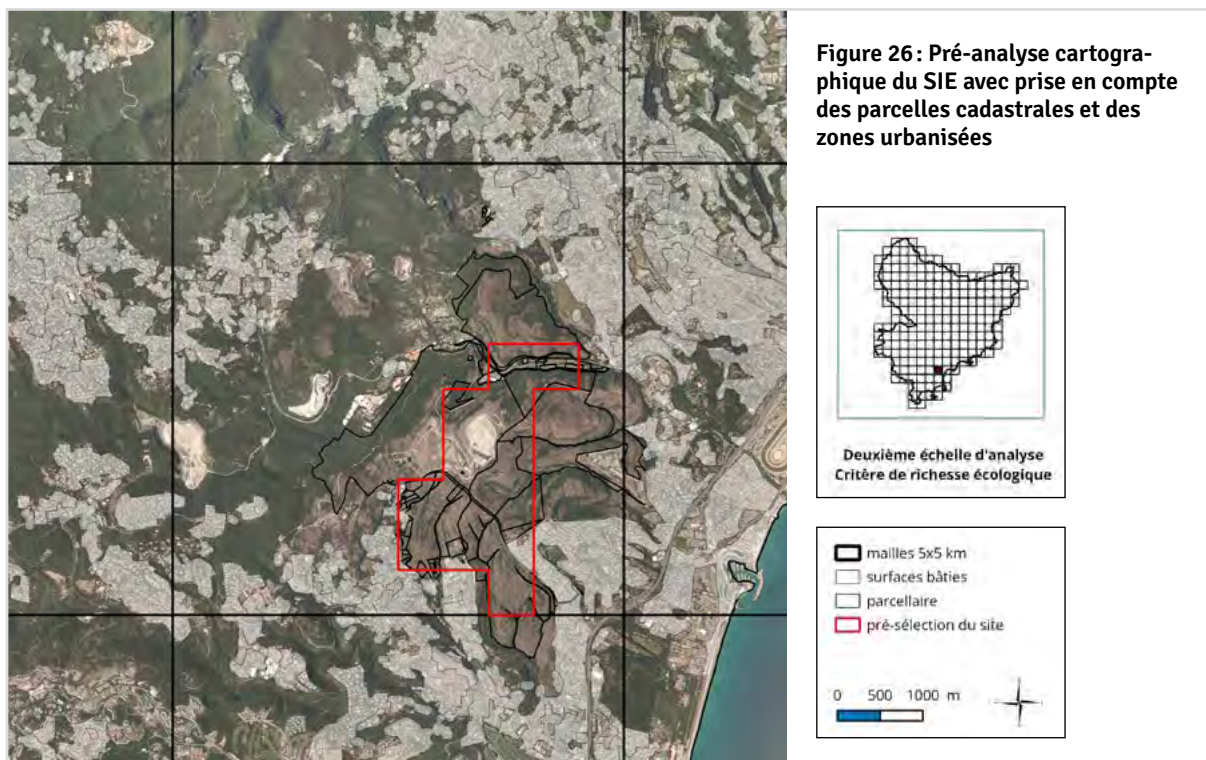 Figure 26 : Pré-analyse cartogra-
phique du SIE avec prise en compte
des parcelles cadastrales et des
zones urbanisées
Deuxième échelle d'analyse
Critère de richesse écologique
mailles 5x5 km
surfaces bâties
parcellaire
pré-sélection du site
0 500 1000 m